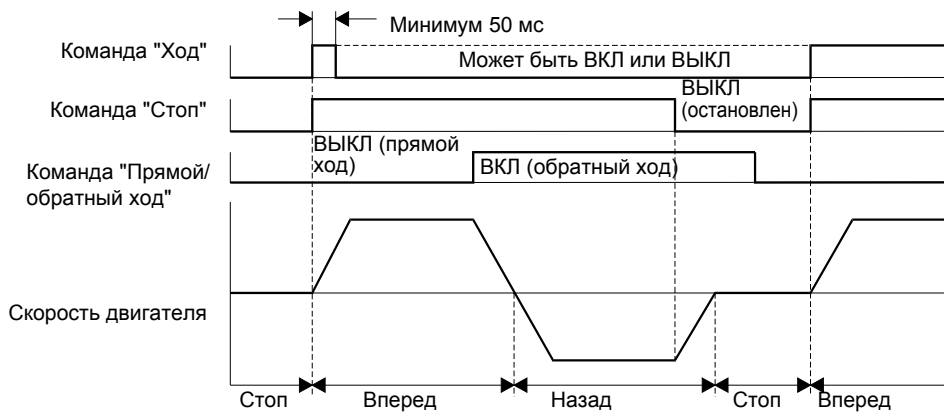 Минимум 50 мс
Команда "Ход"
Может быть ВКЛ или ВЫКЛ
Команда "Стоп"
ВЫКЛ
(остановлен)
Команда "Прямой/
обратный ход"
ВЫКЛ (прямой
ход)
ВКЛ (обратный ход)
Скорость двигателя
Стоп
Вперед
Назад
Стоп
Вперед